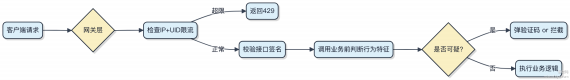 客户端请求
网关层
检查IP+UID限流
超限
返回429
正常
检验接口签名
调用业务前判断行为特征
是否可疑?
是
弹验证码 or 拦截
否
执行业务逻辑